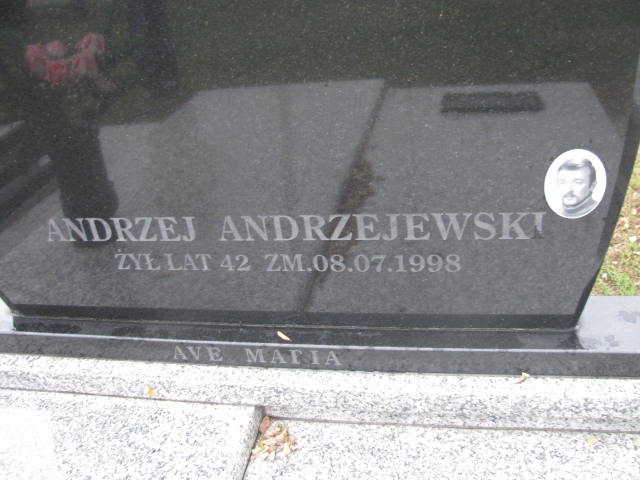 ANDRZEJ ANDRZEJEWSKI
ŻYŁ LAT 42 ZM.08.07.1998
AVE MARIA